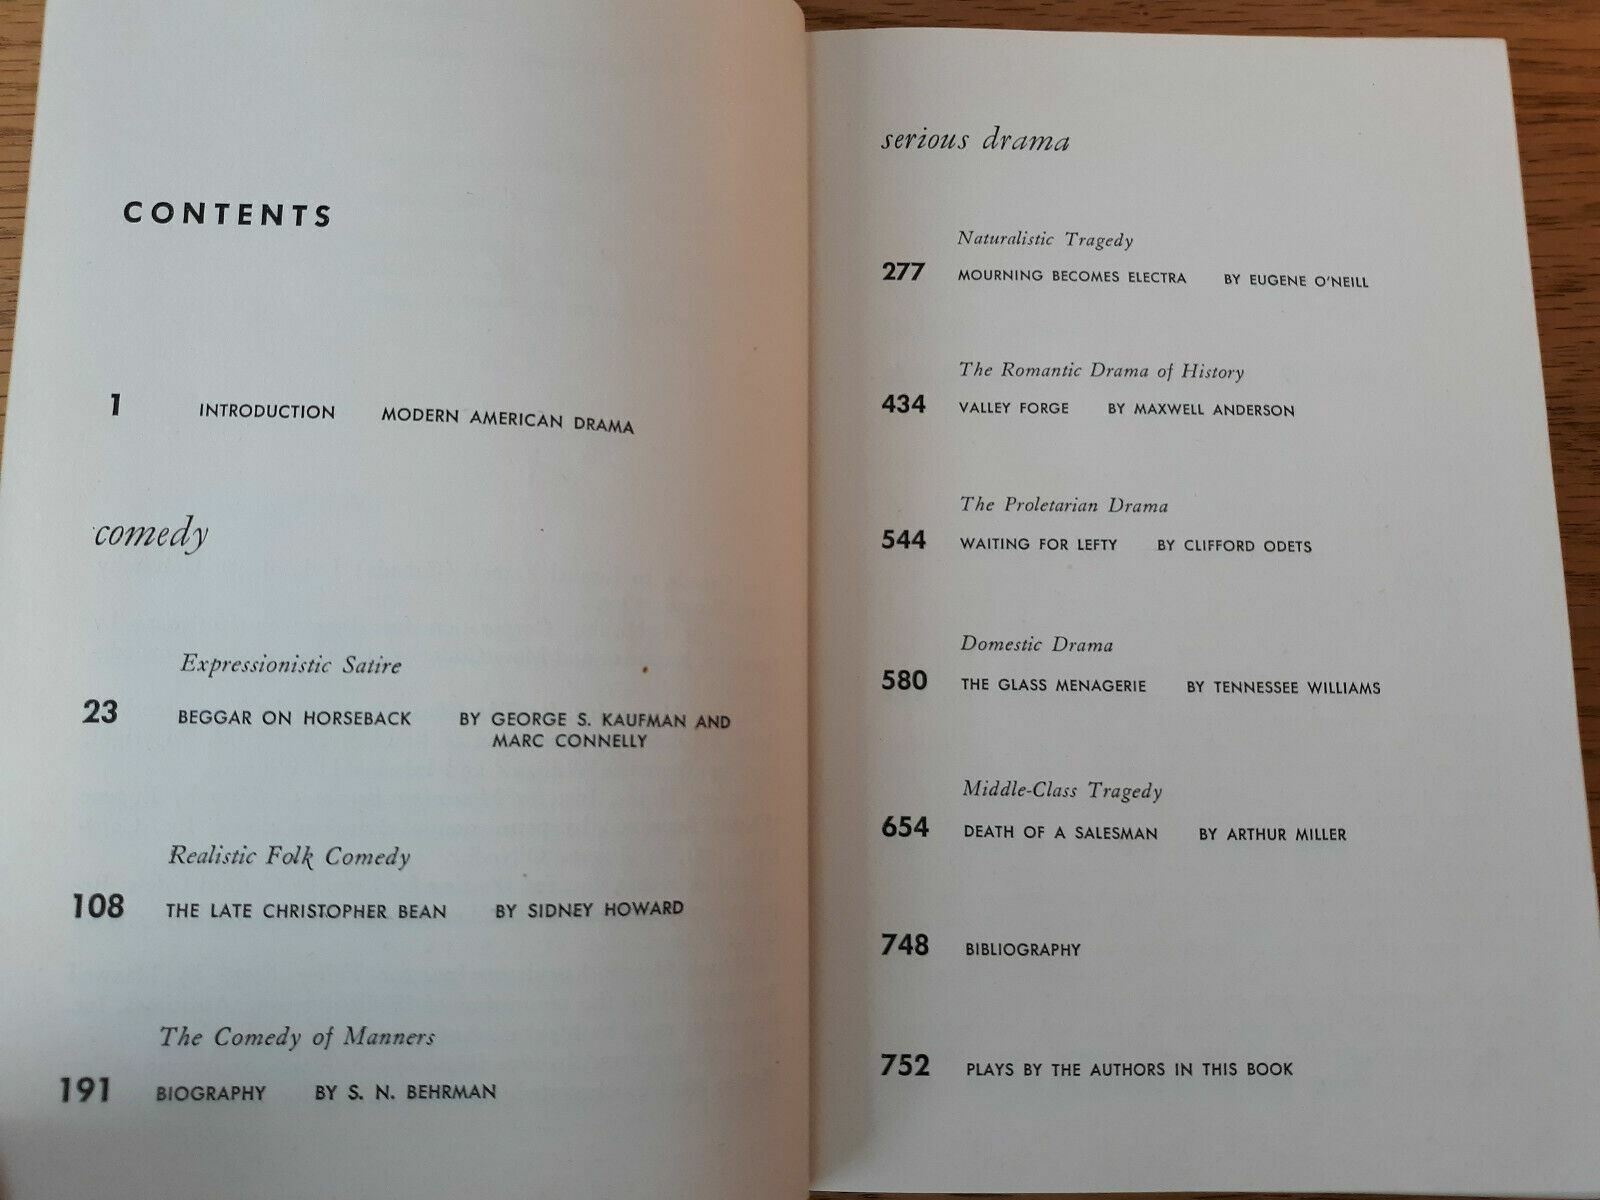 CONTENTS
1 INTRODUCTION MODERN AMERICAN DRAMA
comedy
Expressionistic Satire
23 BEGGAR ON HORSEBACK BY GEORGE S. KAUFMAN AND
MARC CONNELLY
Realistic Folk Comedy
108 THE LATE CHRISTOPHER BEAN BY SIDNEY HOWARD
The Comedy of Manners
191 BIOGRAPHY BY S. N. BEHRMAN
serious drama
Naturalistic Tragedy
277 MOURNING BECOMES ELECTRA BY EUGENE O'NEILL
The Romantic Drama of History
434 VALLEY FORGE BY MAXWELL ANDERSON
The Proletarian Drama
544 WAITING FOR LEFTY BY CLIFFORD ODETS
Domestic Drama
580 THE GLASS MENAGERIE BY TENNESSEE WILLIAMS
Middle-Class Tragedy
654 DEATH OF A SALESMAN BY ARTHUR MILLER
748 BIBLIOGRAPHY
752 PLAYS BY THE AUTHORS IN THIS BOOK